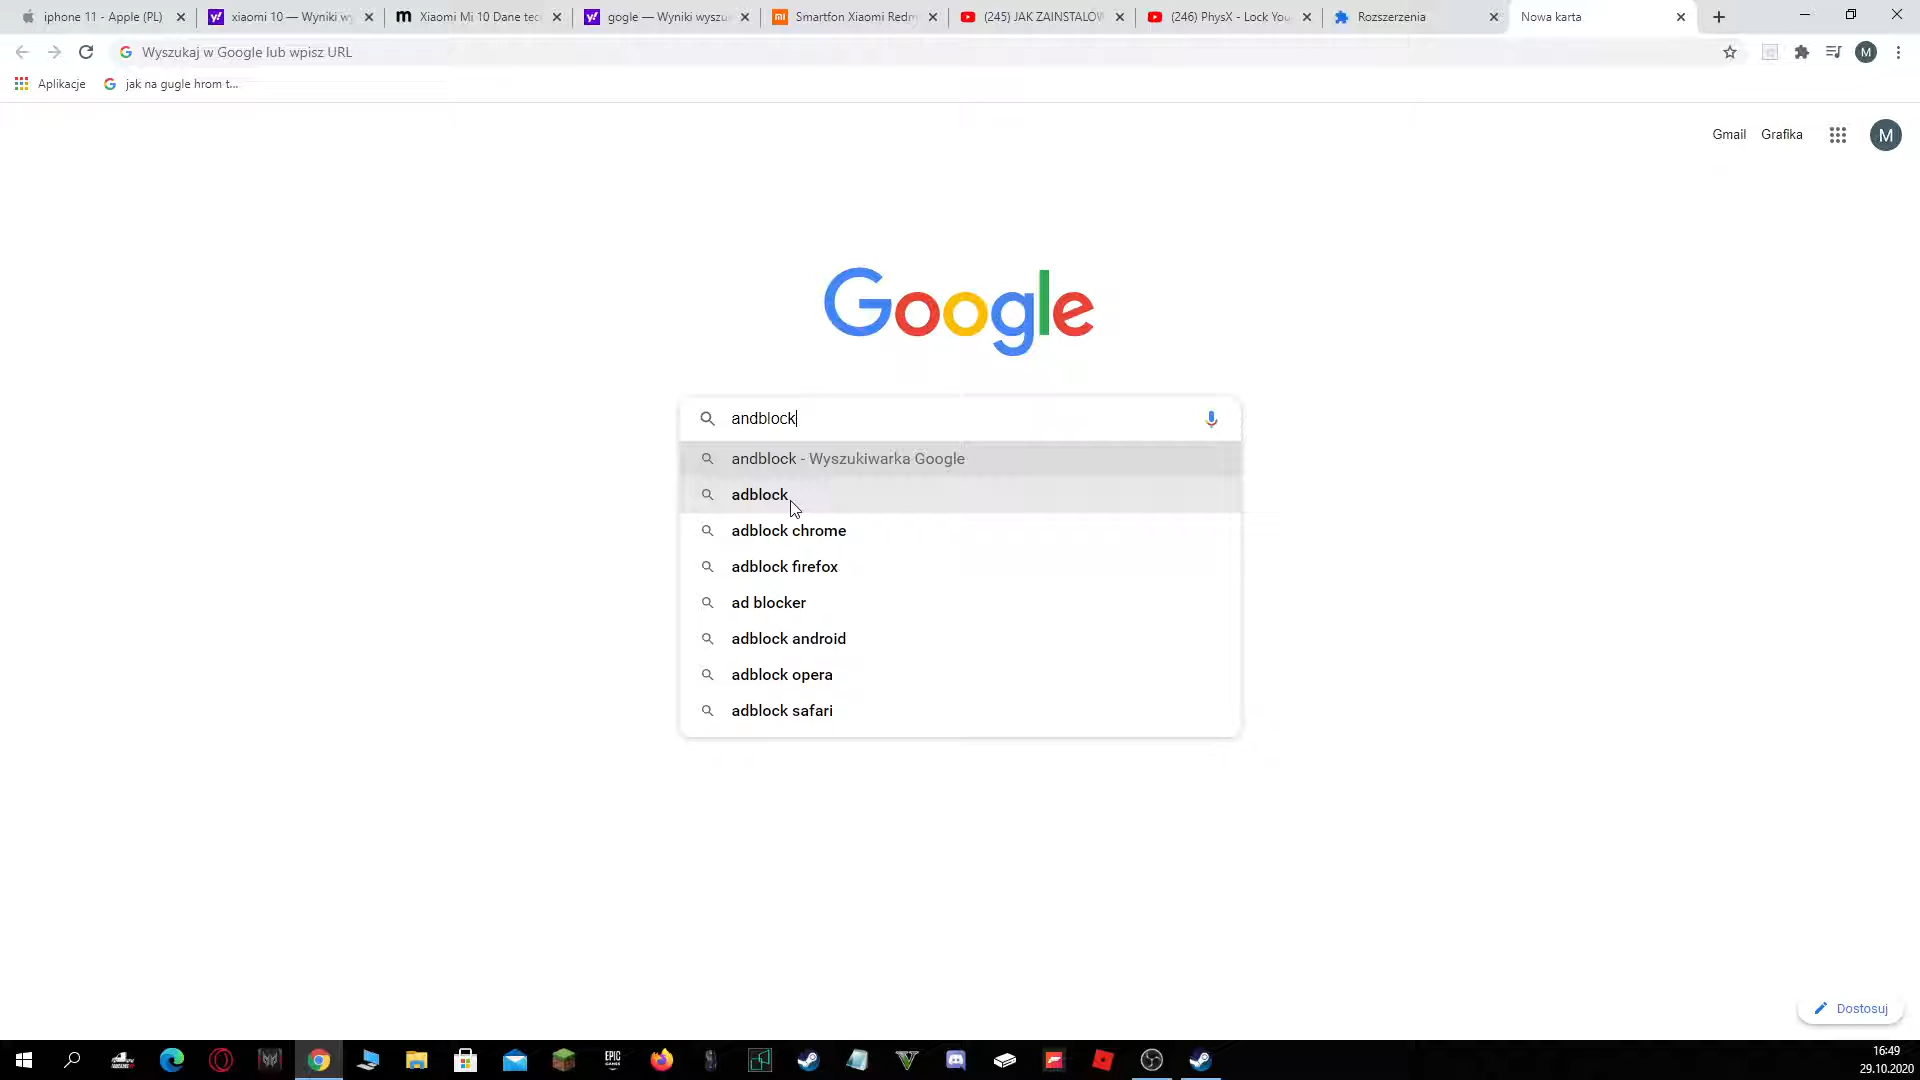 iphone 11 - Apple (PL)
xiaomi 10 — Wyniki wy
Xiaomi Mi 10 Dane tec
gogle — Wyniki wyszu
Smartfon Xiaomi Redm
(245) JAK ZAINSTALOW
(246) PhysX - Lock You
Rozszerzenia
Nowa karta
Wyszukaj w Google lub wpisz URL
M
Aplikacje
jak na gugle hrom t...
Gmail
Grafika
M
Google
andblock
andblock - Wyszukiwarka Google
adblock
adblock chrome
adblock firefox
ad blocker
adblock android
adblock opera
adblock safari
Dostosuj
EPIC GAMES
16:49
29.10.2020